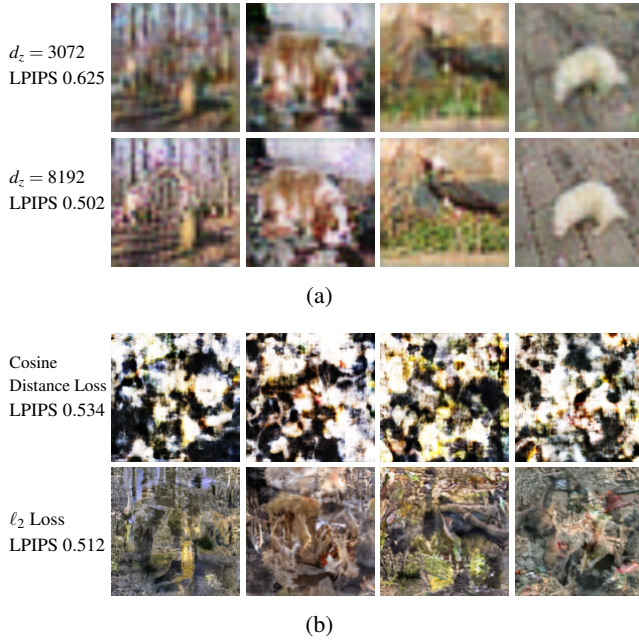 d_z = 3072
LPIPS 0.625
d_z = 8192
LPIPS 0.502
(a)
Cosine
Distance Loss
LPIPS 0.534
ℓ_2 Loss
LPIPS 0.512
(b)